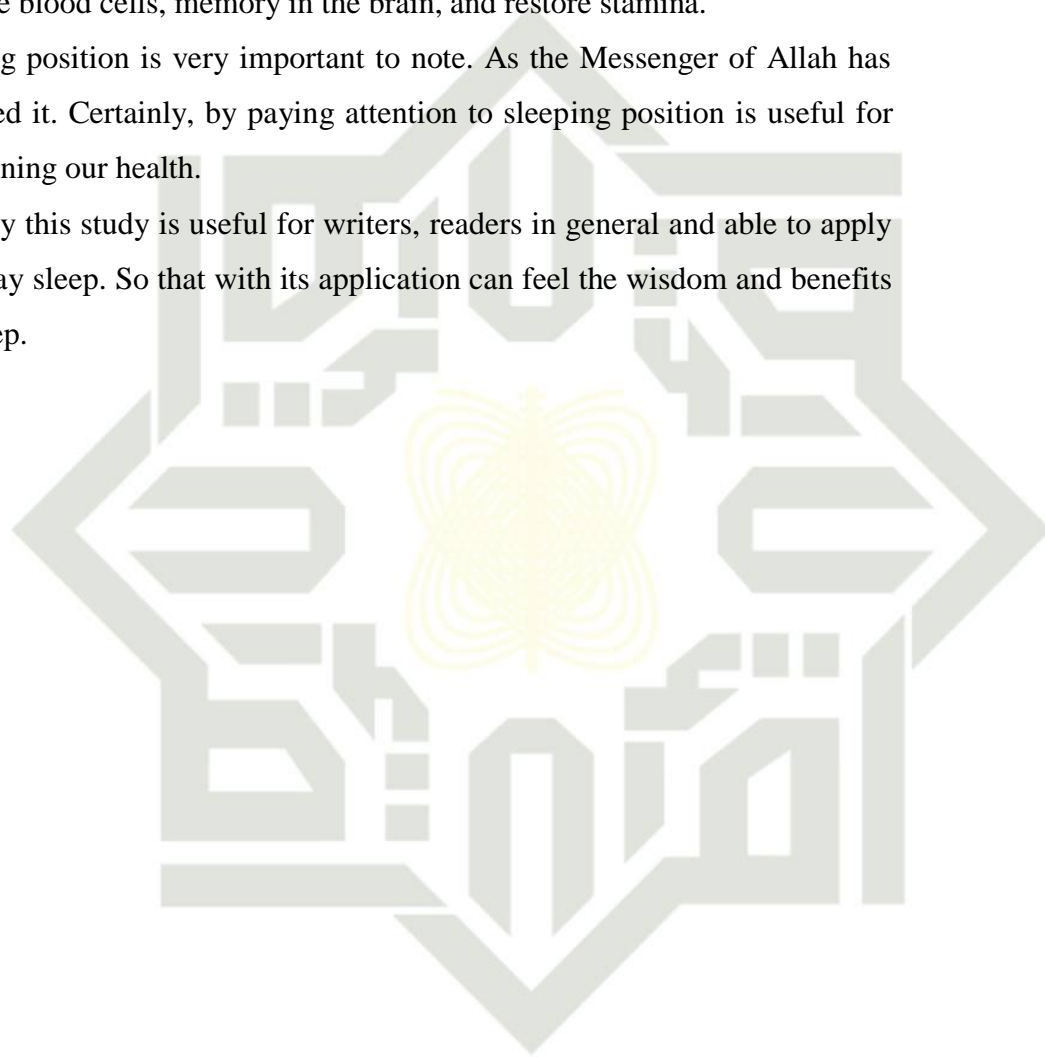 e blood cells, memory in the brain, and restore stamina.
g position is very important to note. As the Messenger of Allah has
ed it. Certainly, by paying attention to sleeping position is useful for
ning our health.
y this study is useful for writers, readers in general and able to apply
ay sleep. So that with its application can feel the wisdom and benefits
ep.